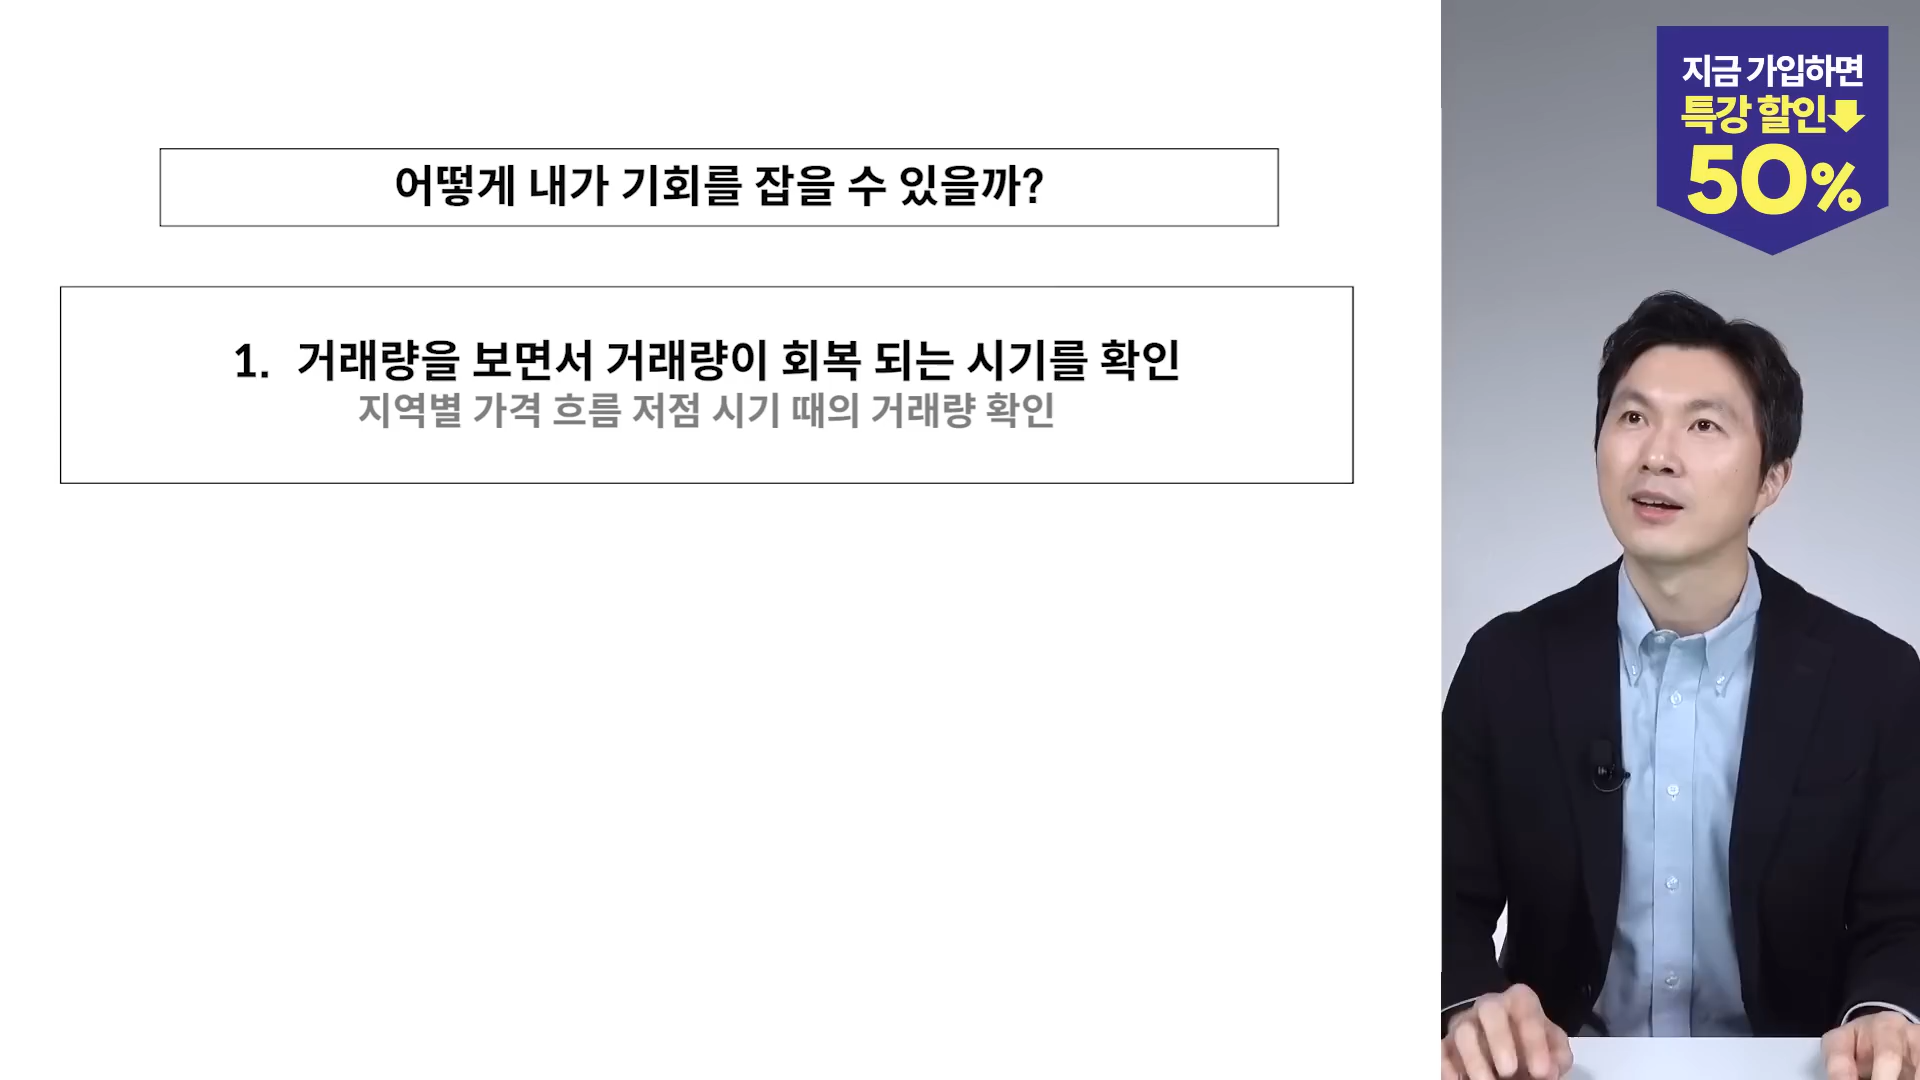 어떻게 내가 기회를 잡을 수 있을까?
1. 거래량을 보면서 거래량이 회복 되는 시기를 확인
지역별 가격 흐름 저점 시기 때의 거래량 확인
지금 가입하면
특강 할인
50%